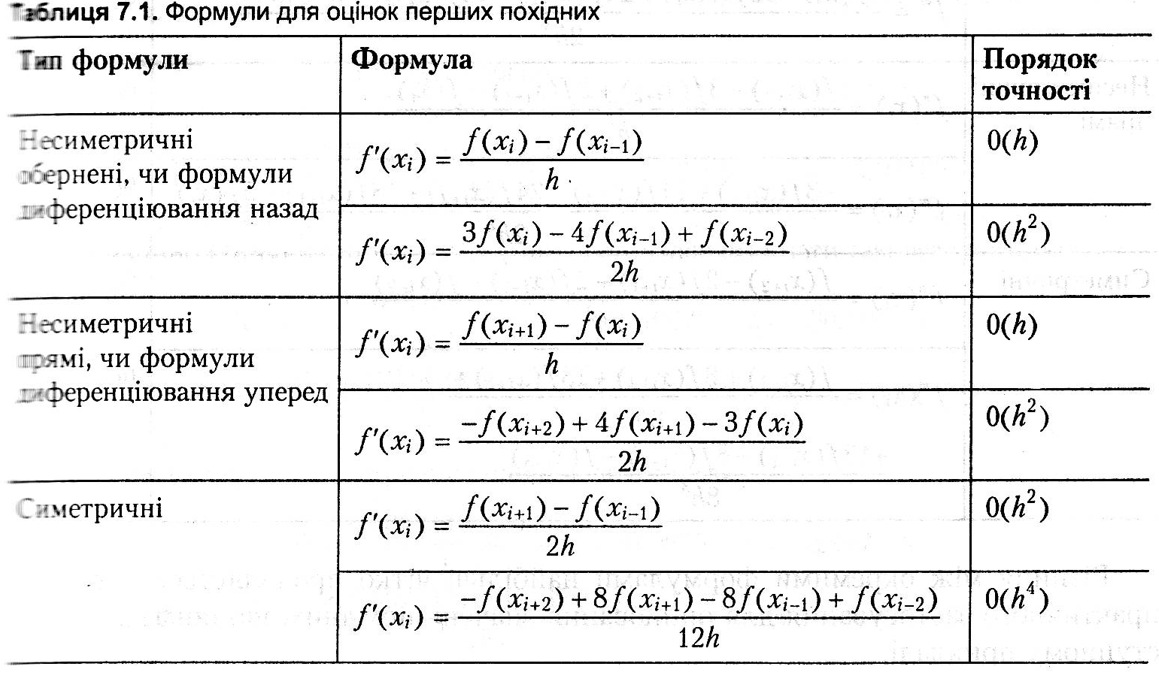 Таблиця 7.1. Формули для оцінок перших похідних
Тип формули Формула Порядок
точності
Несиметричні
обернені, чи формули
диференціювання назад
f'(x_i) = (f(x_i) − f(x_{i−1})) / h 0(h)
f'(x_i) = (3f(x_i) − 4f(x_{i−1}) + f(x_{i−2})) / 2h 0(h²)
Несиметричні
прямі, чи формули
диференціювання уперед
f'(x_i) = (f(x_{i+1}) − f(x_i)) / h 0(h)
f'(x_i) = (−f(x_{i+2}) + 4f(x_{i+1}) − 3f(x_i)) / 2h 0(h²)
Симетричні
f'(x_i) = (f(x_{i+1}) − f(x_{i−1})) / 2h 0(h²)
f'(x_i) = (−f(x_{i+2}) + 8f(x_{i+1}) − 8f(x_{i−1}) + f(x_{i−2})) / 12h 0(h⁴)